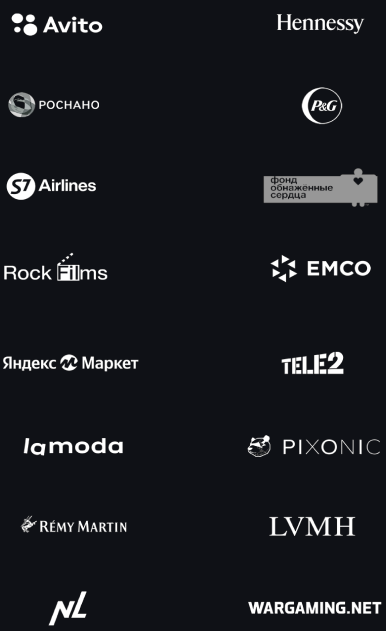 Avito
Hennessy
РОСНАНО
P&G
S7 Airlines
фонд
обнажённые
сердца
Rock Films
EMCO
Яндекс Маркет
TELE2
lamoda
PIXONIC
RÉMY MARTIN
LVMH
NL
WARGAMING.NET